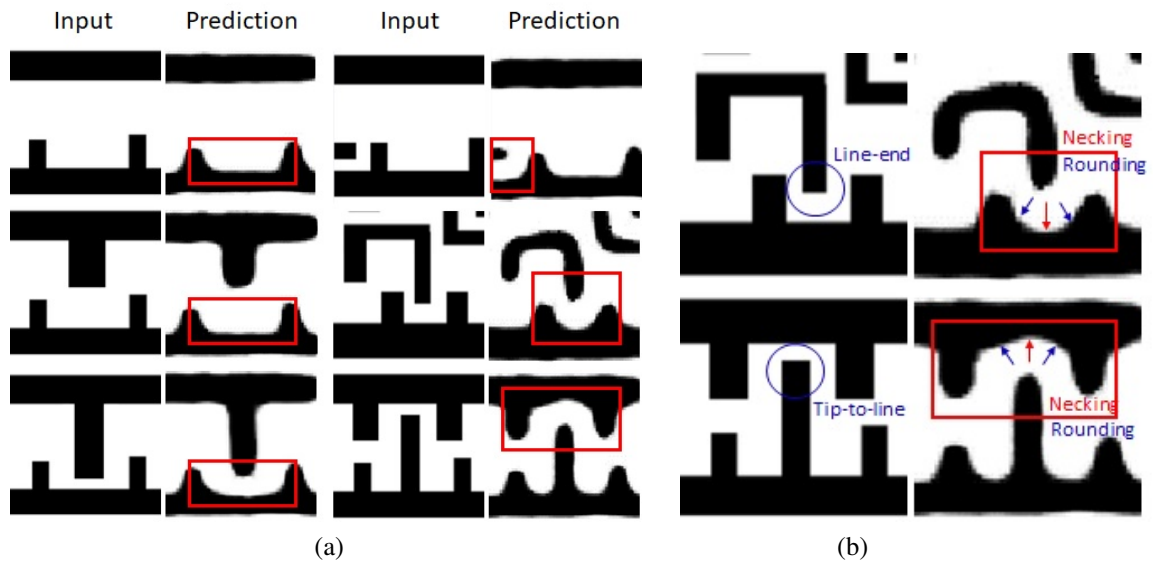 Input
Prediction
Input
Prediction
(a)
Line-end
Necking
Rounding
Tip-to-line
Necking
Rounding
(b)